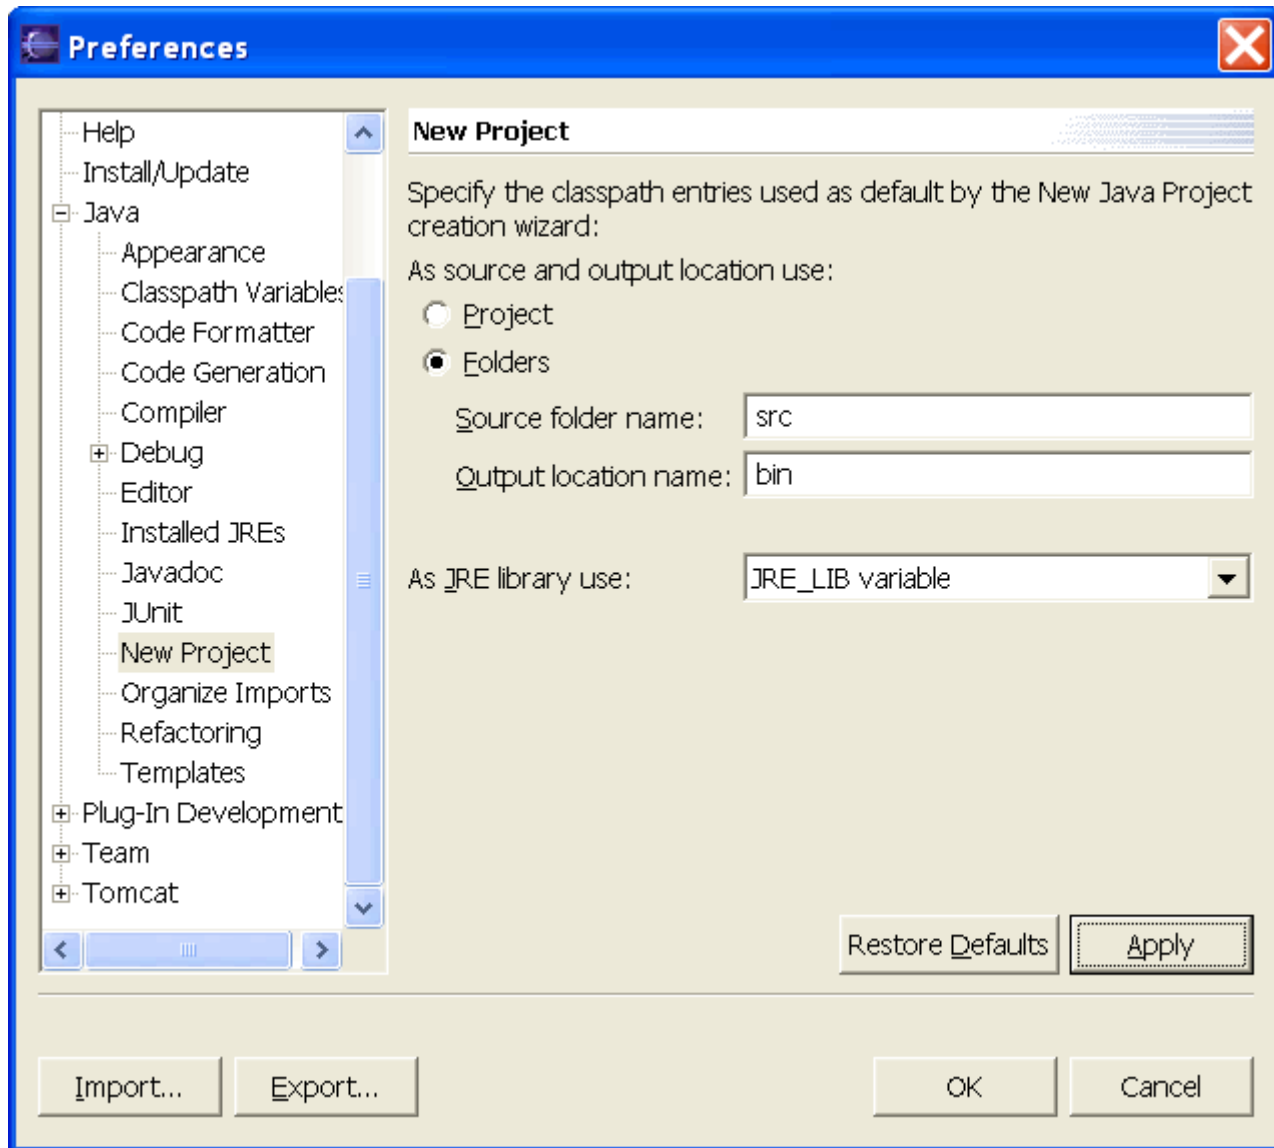 Preferences
Help
Install/Update
Java
Appearance
Classpath Variables
Code Formatter
Code Generation
Compiler
Debug
Editor
Installed JREs
Javadoc
JUnit
New Project
Organize Imports
Refactoring
Templates
Plug-In Development
Team
Tomcat
New Project
Specify the classpath entries used as default by the New Java Project
creation wizard:
As source and output location use:
Project
Folders
Source folder name: src
Output location name: bin
As JRE library use: JRE_LIB variable
Restore Defaults Apply
Import... Export... OK Cancel